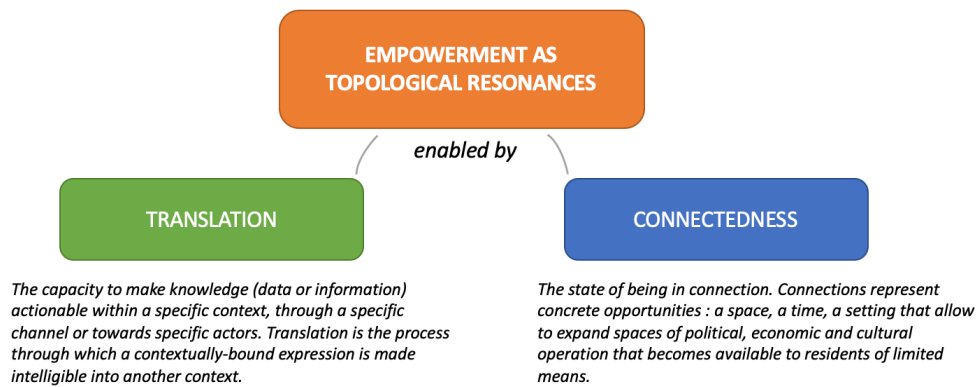 EMPOWERMENT AS
TOPOLOGICAL RESONANCES
enabled by
TRANSLATION
CONNECTEDNESS
The capacity to make knowledge (data or information)
actionable within a specific context, through a specific
channel or towards specific actors. Translation is the process
through which a contextually-bound expression is made
intelligible into another context.
The state of being in connection. Connections represent
concrete opportunities : a space, a time, a setting that allow
to expand spaces of political, economic and cultural
operation that becomes available to residents of limited
means.